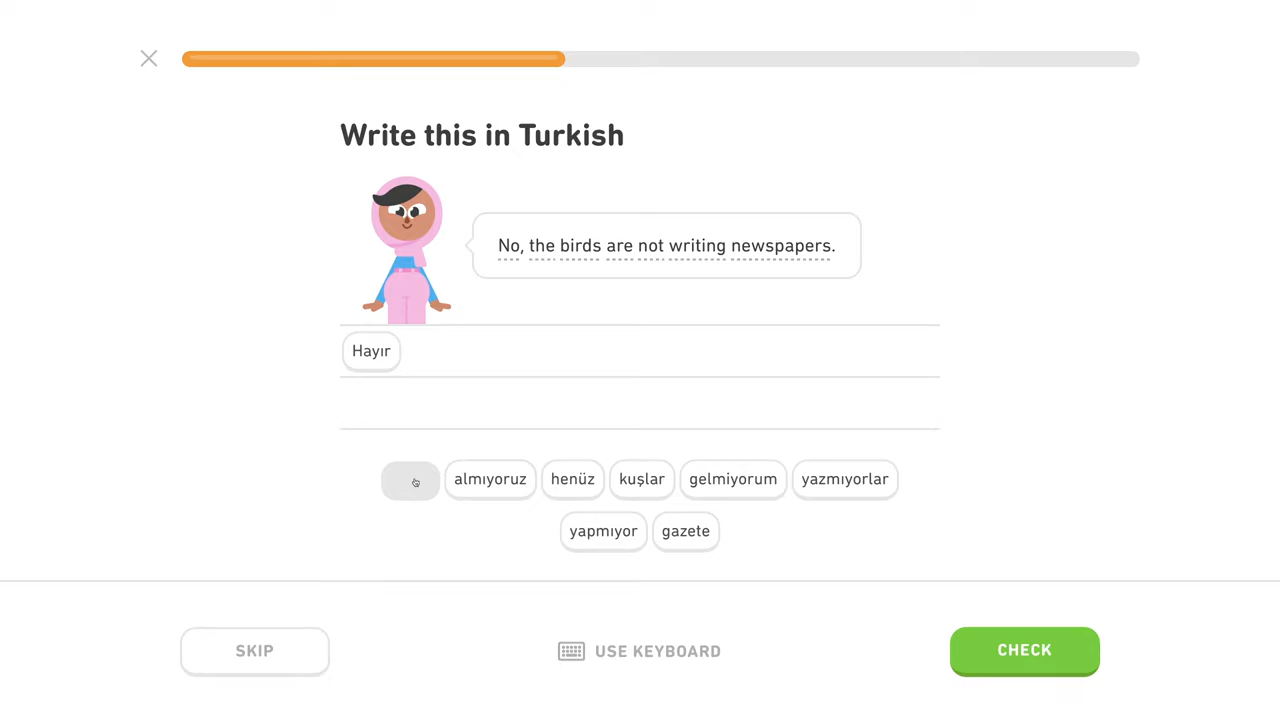 Write this in Turkish
No, the birds are not writing newspapers.
Hayır
almıyoruz henüz kuşlar gelmiyorum yazmıyorlar
yapmıyor gazete
SKIP USE KEYBOARD CHECK